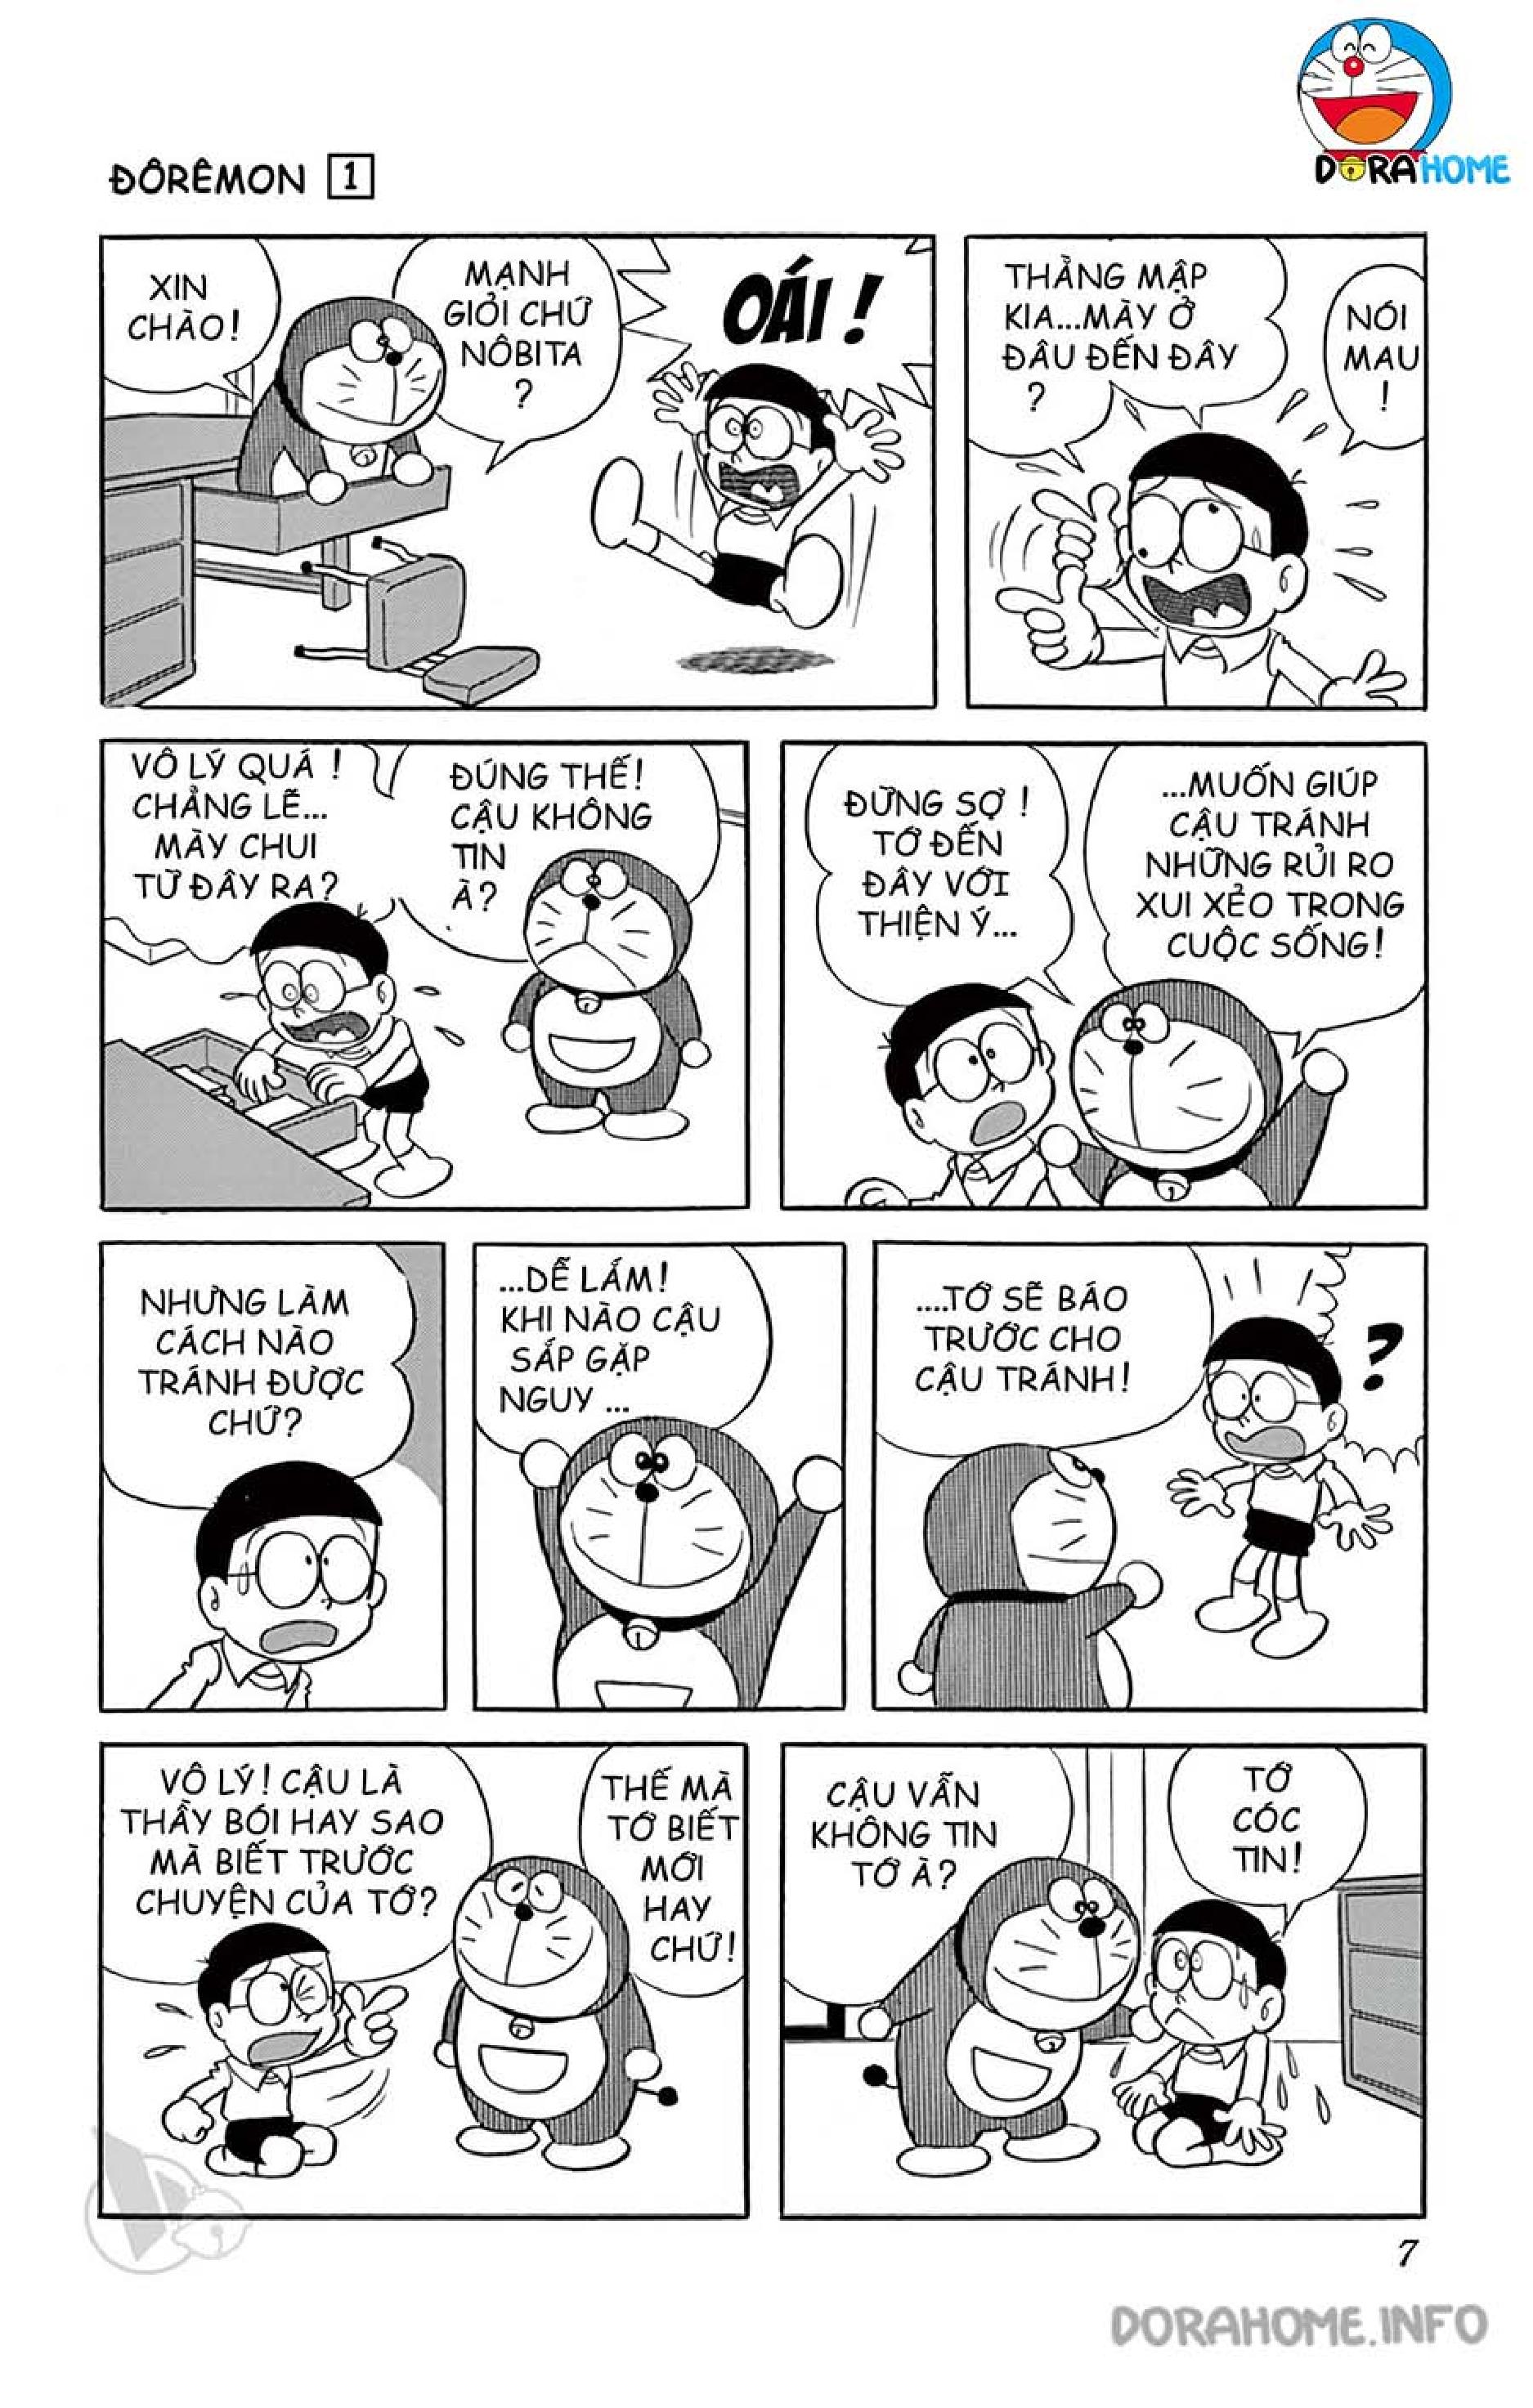 DORAHOME
ĐÔRÊMON 1
XIN
CHÀO!
MẠNH
GIỎI CHỨ
NÔBITA
?
OÁI!
THẰNG MẬP
KIA...MÀY Ở
ĐÂU ĐẾN ĐÂY
?
NÓI
MAU
!
VÔ LÝ QUÁ !
CHẲNG LẼ...
MÀY CHUI
TỪ ĐÂY RA?
ĐÚNG THẾ!
CẬU KHÔNG
TIN
À?
ĐỪNG SỢ !
TỚ ĐẾN
ĐÂY VỚI
THIỆN Ý...
...MUỐN GIÚP
CẬU TRÁNH
NHỮNG RỦI RO
XUI XẺO TRONG
CUỘC SỐNG!
NHƯNG LÀM
CÁCH NÀO
TRÁNH ĐƯỢC
CHỨ?
...DỄ LẮM!
KHI NÀO CẬU
SẮP GẶP
NGUY ...
....TỚ SẼ BÁO
TRƯỚC CHO
CẬU TRÁNH!
?
VÔ LÝ! CẬU LÀ
THẦY BÓI HAY SAO
MÀ BIẾT TRƯỚC
CHUYỆN CỦA TỚ?
THẾ MÀ
TỚ BIẾT
MỚI
HAY
CHỨ!
CẬU VẪN
KHÔNG TIN
TỚ À?
TỚ
CÓC
TIN!
7
DORAHOME.INFO